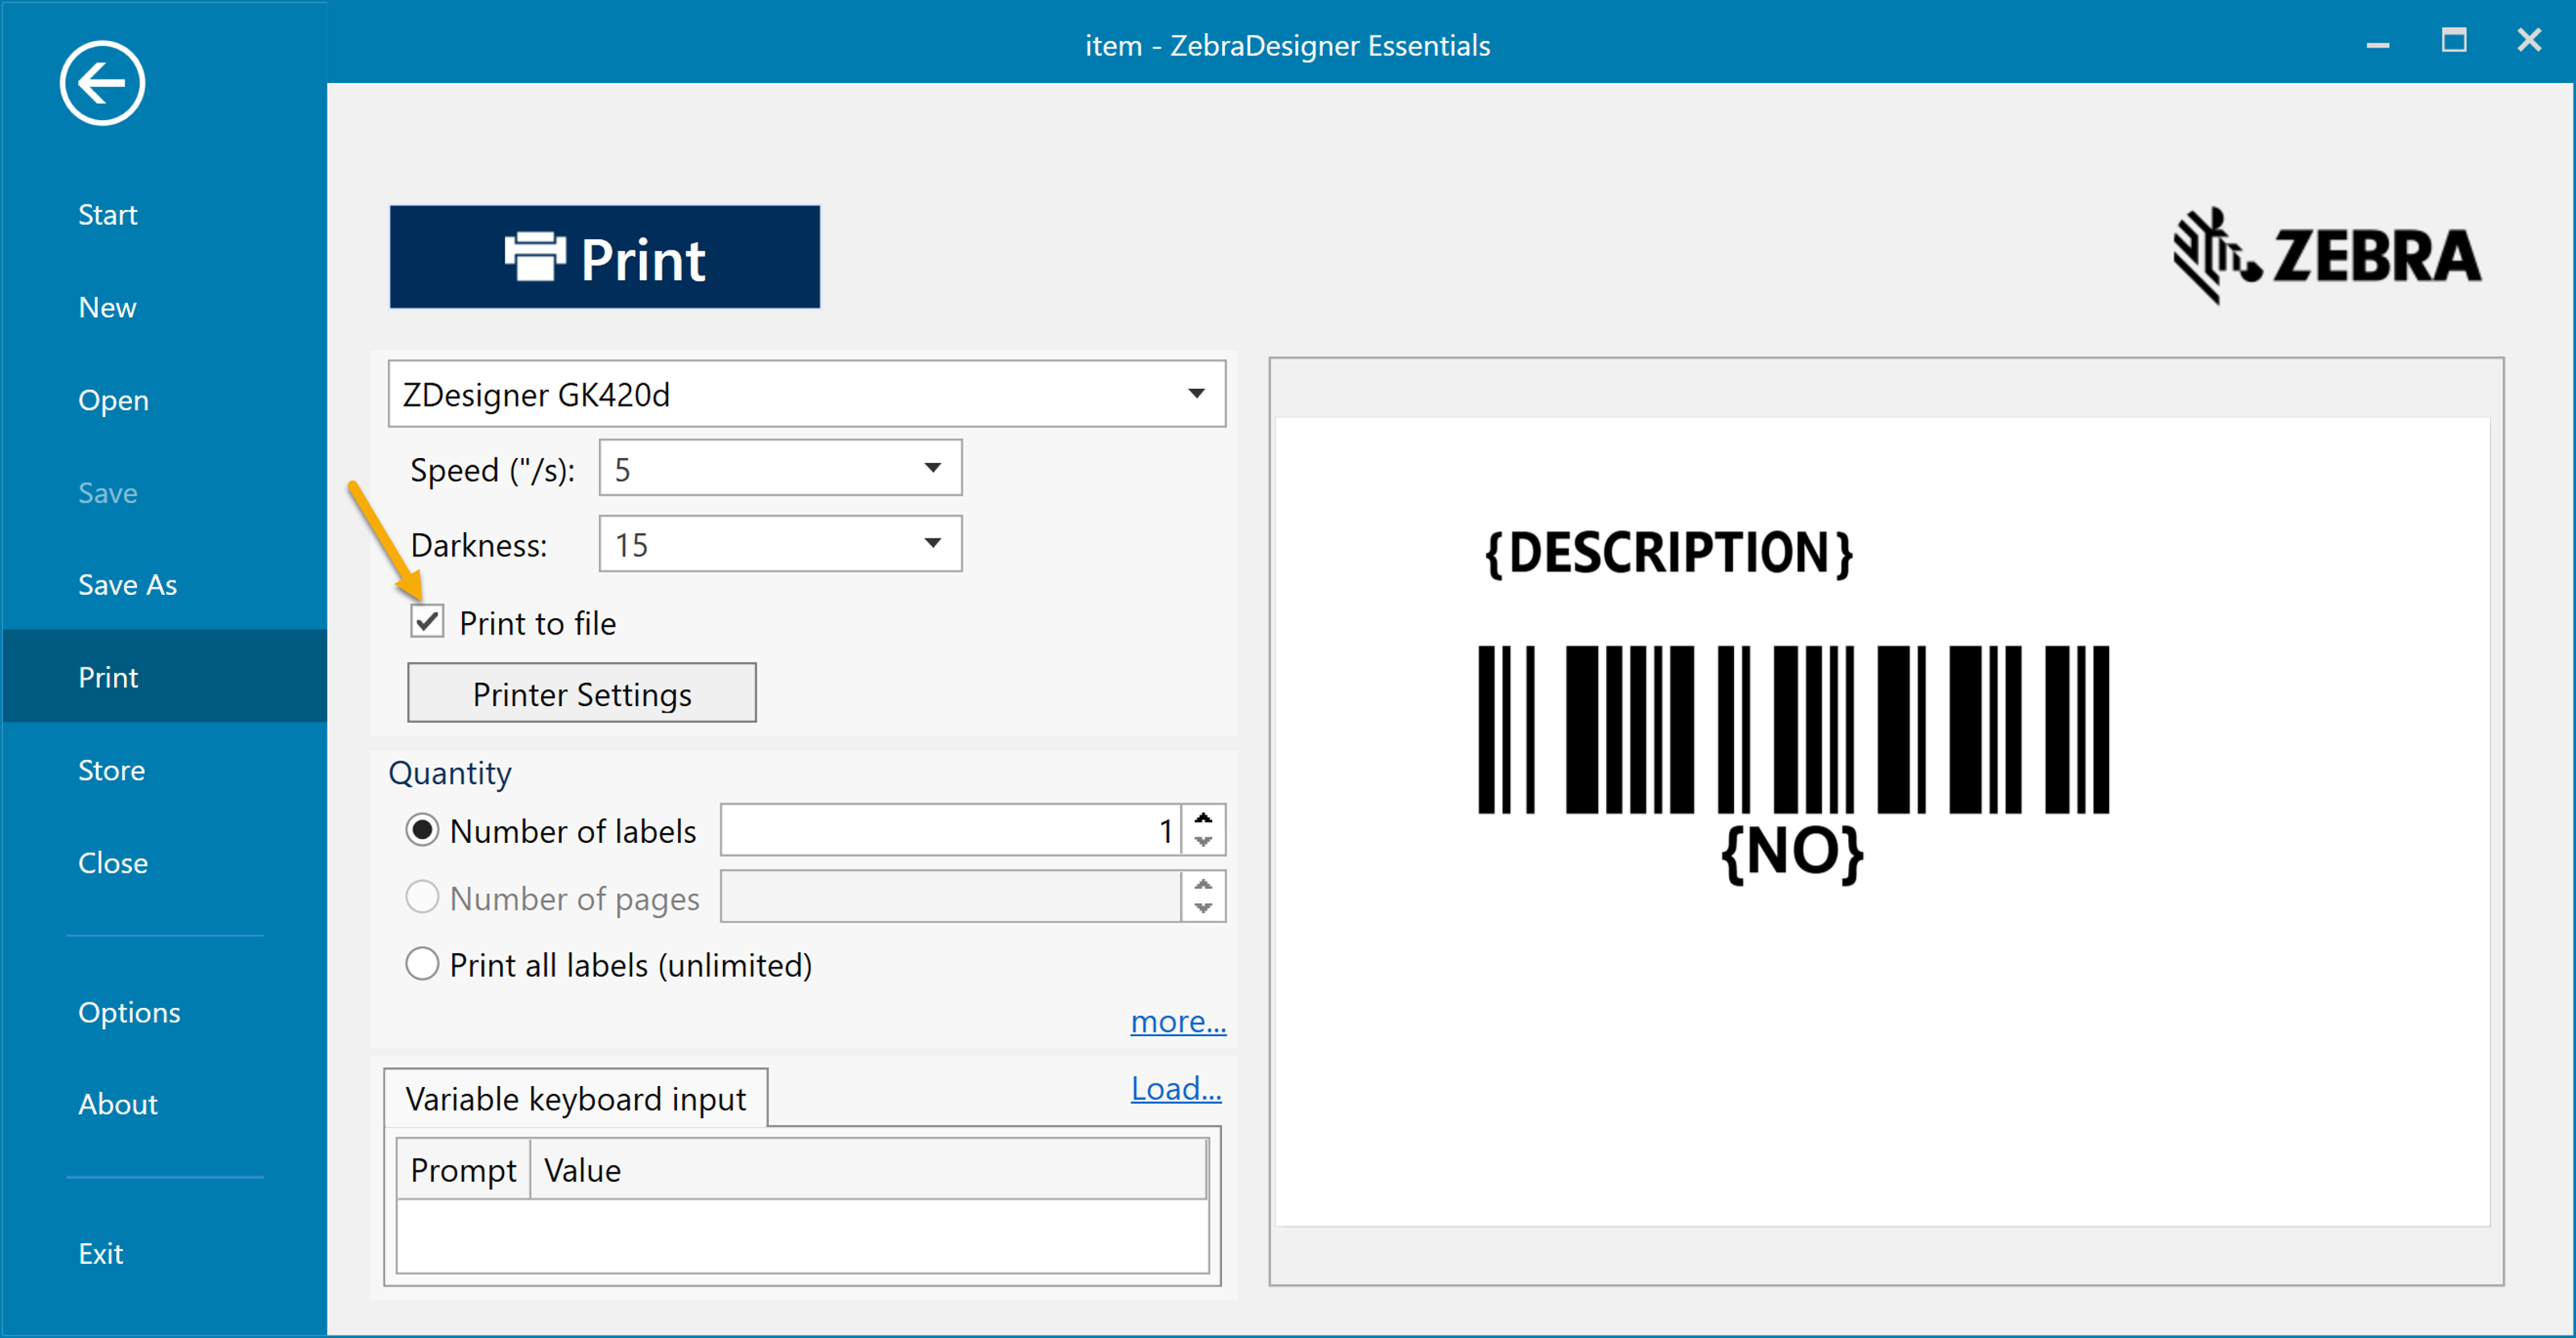 item - ZebraDesigner Essentials
Start
New
Open
Save
Save As
Print
Store
Close
Options
About
Exit
Print
ZEBRA
ZDesigner GK420d
Speed ("/s): 5
Darkness: 15
Print to file
Printer Settings
Quantity
Number of labels 1
Number of pages
Print all labels (unlimited)
more...
Variable keyboard input
Load...
Prompt Value
{DESCRIPTION}
{NO}